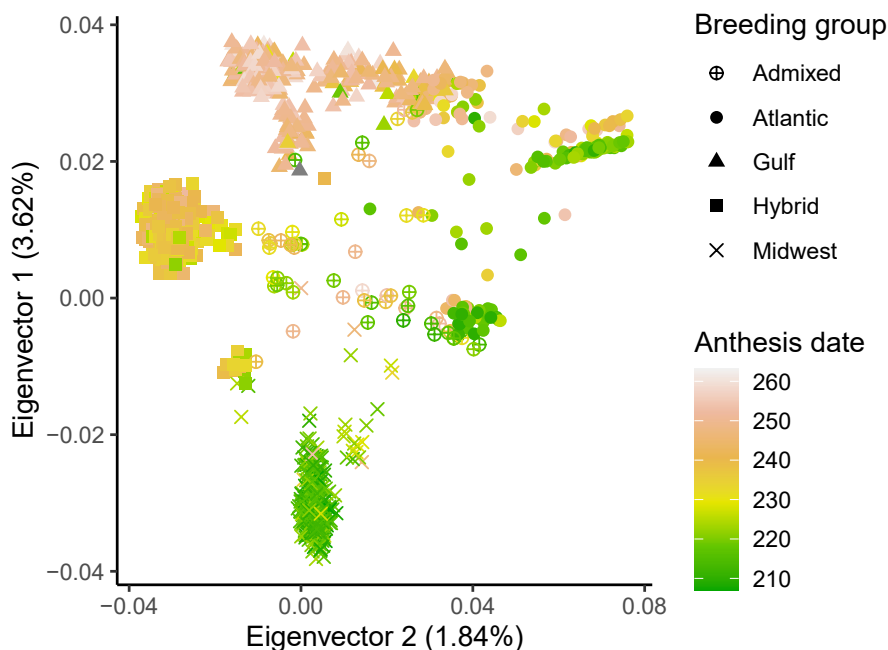 0.04
0.02
0.00
−0.02
−0.04
Eigenvector 1 (3.62%)
−0.04
0.00
0.04
0.08
Eigenvector 2 (1.84%)
Breeding group
Admixed
Atlantic
Gulf
Hybrid
Midwest
Anthesis date
260
250
240
230
220
210